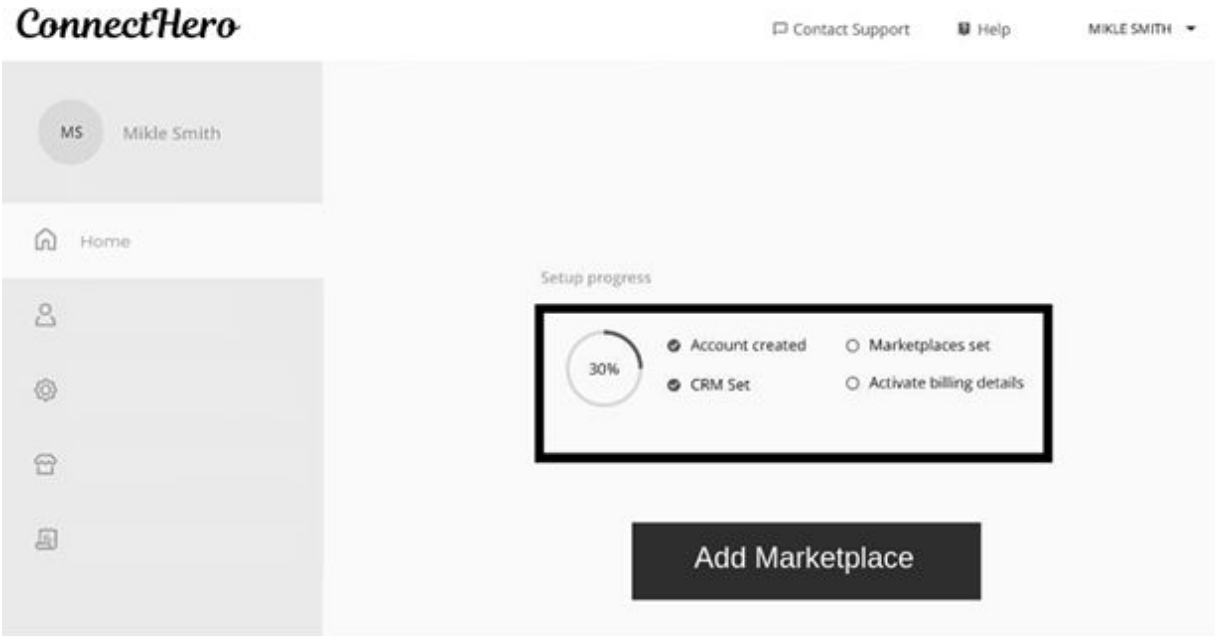 ConnectHero
Contact Support Help MIKLE SMITH
MS Mikle Smith
Home
Setup progress
30%
Account created Marketplaces set
CRM Set Activate billing details
Add Marketplace